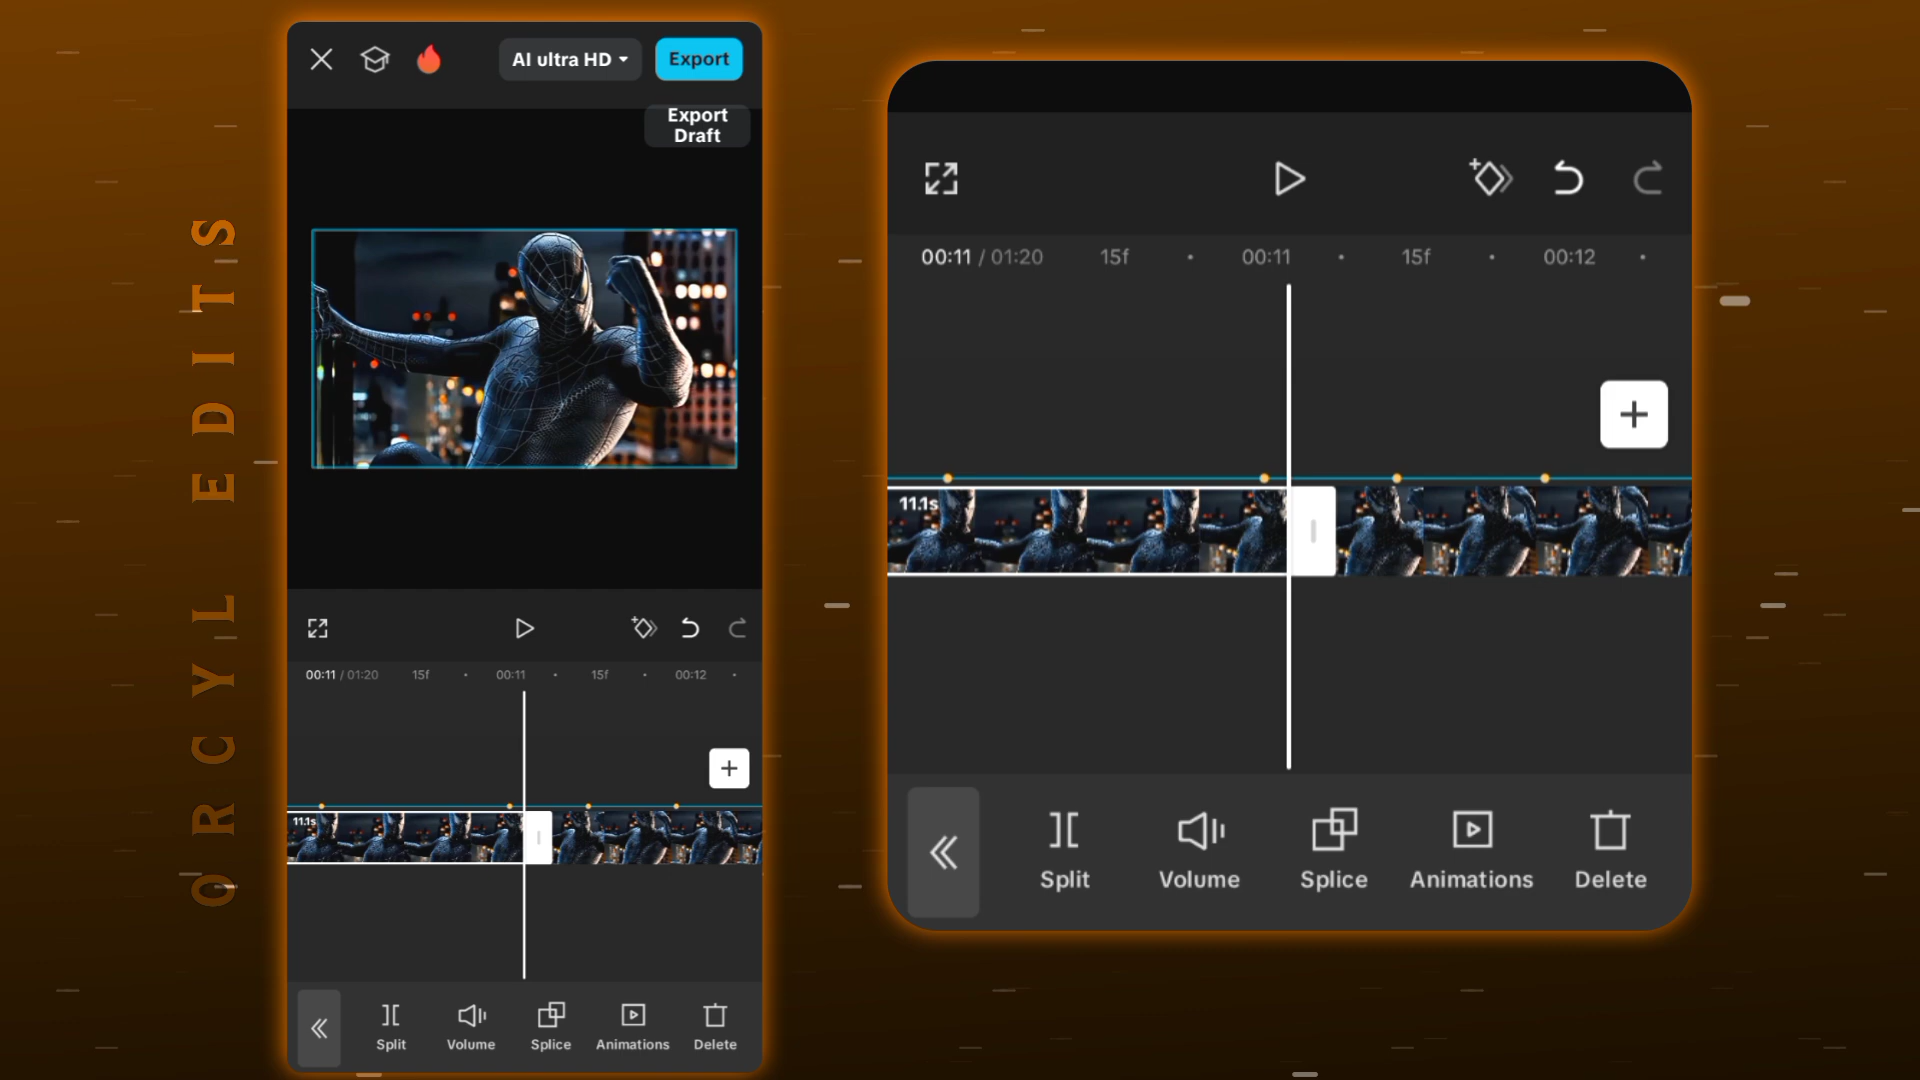 ORCYL EDITS
AI ultra HD
Export
Export
Draft
00:11 / 01:20 15f 00:11 15f 00:12
11.1s
Split Volume Splice Animations Delete
00:11 / 01:20 15f 00:11 15f 00:12
11.1s
Split Volume Splice Animations Delete